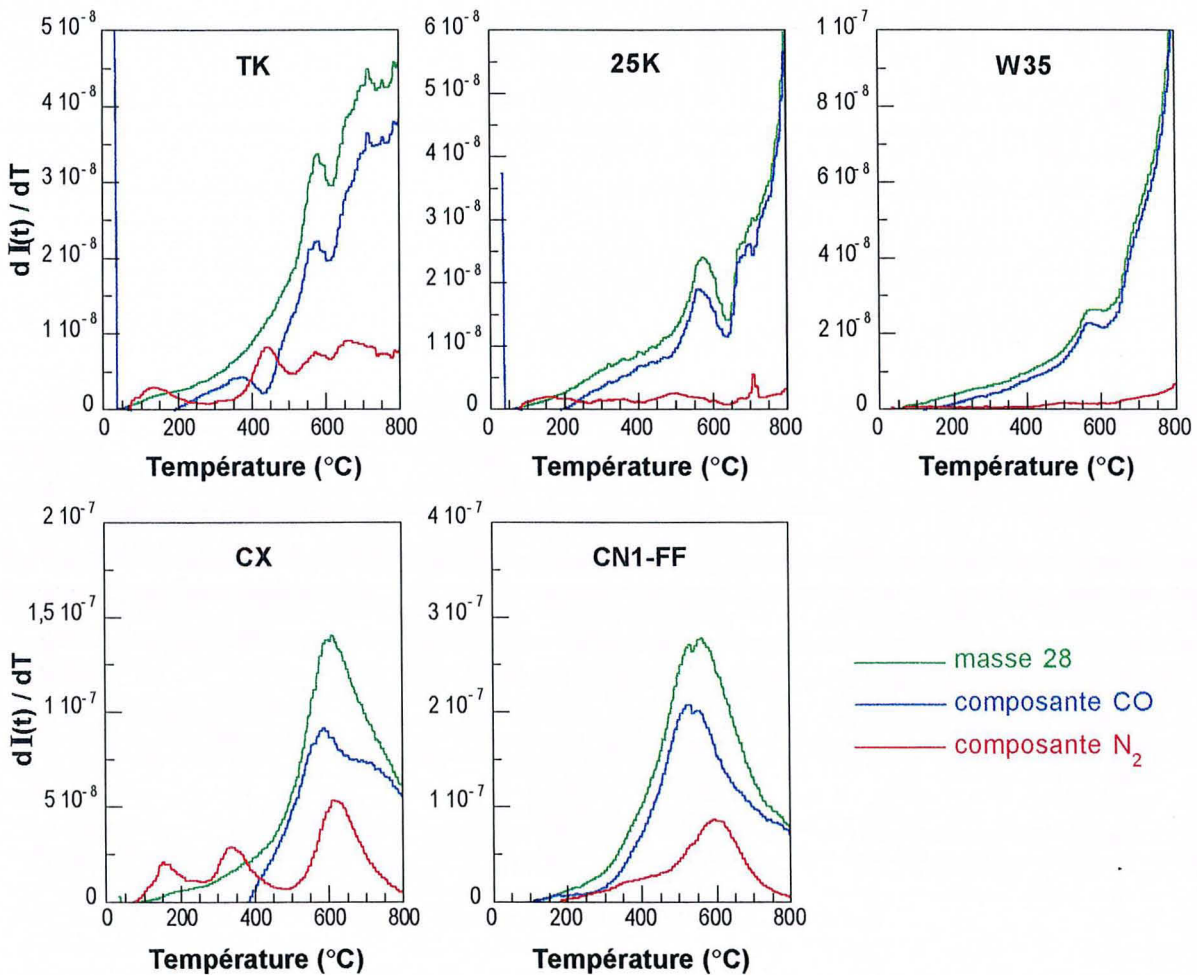 5 10-8
4 10-8
3 10-8
2 10-8
1 10-8
0
TK
0 200 400 600 800
Température (°C)
d I(t) / dT
6 10-8
5 10-8
4 10-8
3 10-8
2 10-8
1 10-8
0
25K
0 200 400 600 800
Température (°C)
1 10-7
8 10-8
6 10-8
4 10-8
2 10-8
0
W35
0 200 400 600 800
Température (°C)
2 10-7
1,5 10-7
1 10-7
5 10-8
0
CX
0 200 400 600 800
Température (°C)
d I(t) / dT
4 10-7
3 10-7
2 10-7
1 10-7
0
CN1-FF
0 200 400 600 800
Température (°C)
masse 28
composante CO
composante N2